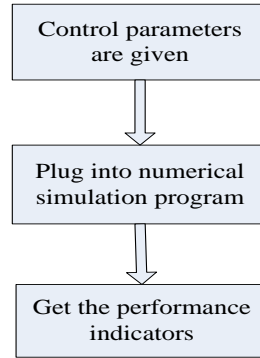 Control parameters
are given
Plug into numerical
simulation program
Get the performance
indicators